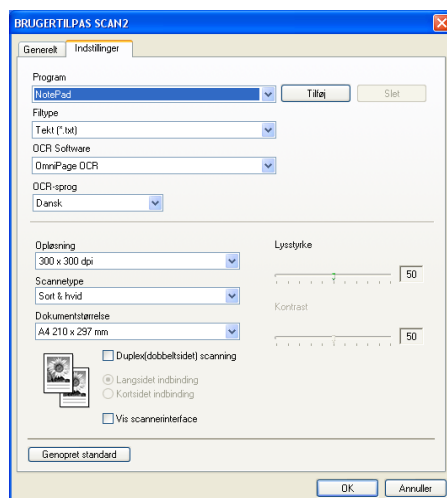 BRUGERTILPAS SCAN2
Generelt Indstillinger
Program
NotePad Tilføj Slet
Filtype
Tekt (*.txt)
OCR Software
OmniPage OCR
OCR-sprog
Dansk
Opløsning Lysstyrke
300 x 300 dpi 50
Scannetype
Sort & hvid Kontrast
Dokumentstørrelse
A4 210 x 297 mm 50
Duplex(dobbeltsidet) scanning
Langsidet indbinding
Kortsidet indbinding
Vis scannerinterface
Genopret standard
OK Annuller